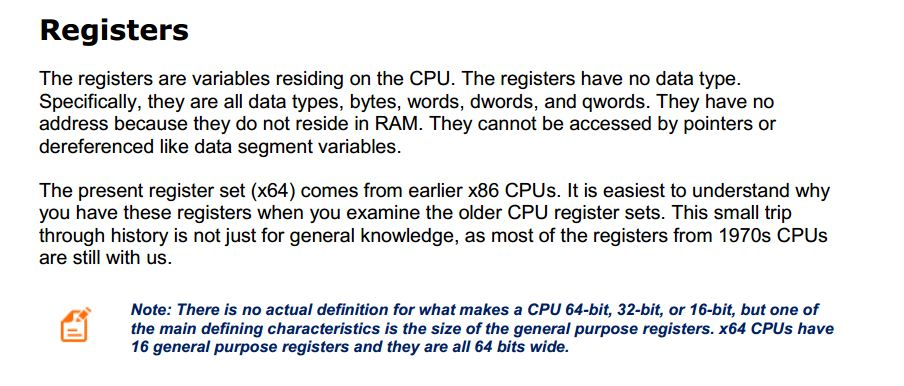 Registers
The registers are variables residing on the CPU. The registers have no data type.
Specifically, they are all data types, bytes, words, dwords, and qwords. They have no
address because they do not reside in RAM. They cannot be accessed by pointers or
dereferenced like data segment variables.
The present register set (x64) comes from earlier x86 CPUs. It is easiest to understand why
you have these registers when you examine the older CPU register sets. This small trip
through history is not just for general knowledge, as most of the registers from 1970s CPUs
are still with us.
Note: There is no actual definition for what makes a CPU 64-bit, 32-bit, or 16-bit, but one of
the main defining characteristics is the size of the general purpose registers. x64 CPUs have
16 general purpose registers and they are all 64 bits wide.